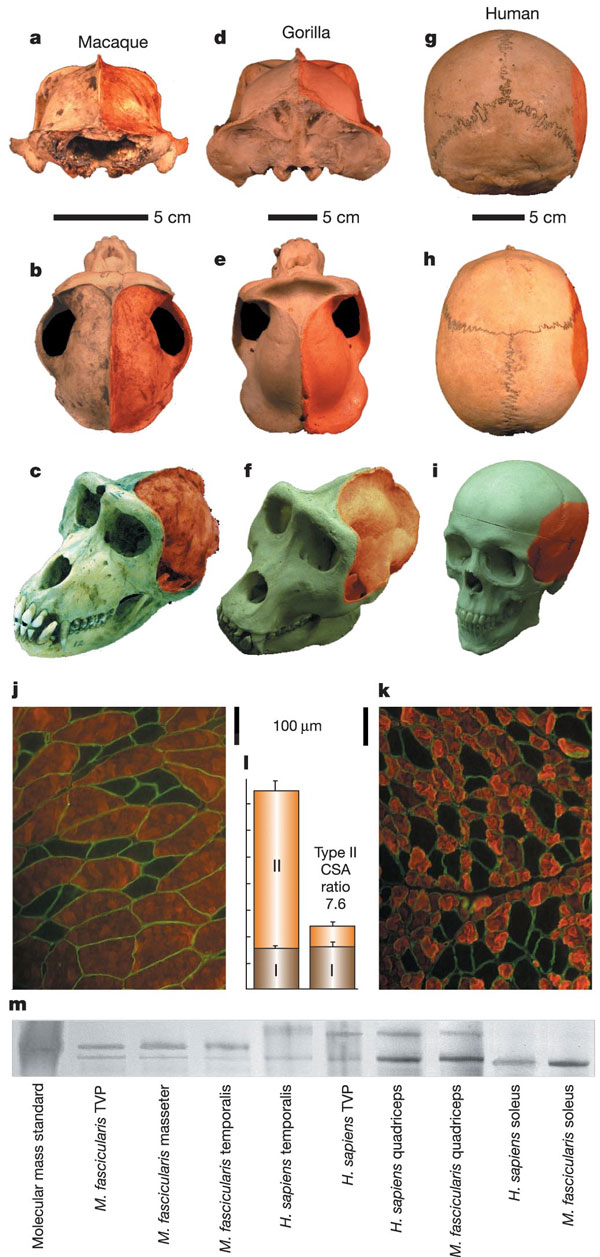 a
Macaque
d
Gorilla
g
Human
5 cm
5 cm
5 cm
b
e
h
c
f
i
j
100 μm
k
l
II
I
Type II
CSA
ratio
7.6
I
m
Molecular mass standard
M. fascicularis TVP
M. fascicularis masseter
M. fascicularis temporalis
H. sapiens temporalis
H. sapiens TVP
H. sapiens quadriceps
M. fascicularis quadriceps
H. sapiens soleus
M. fascicularis soleus